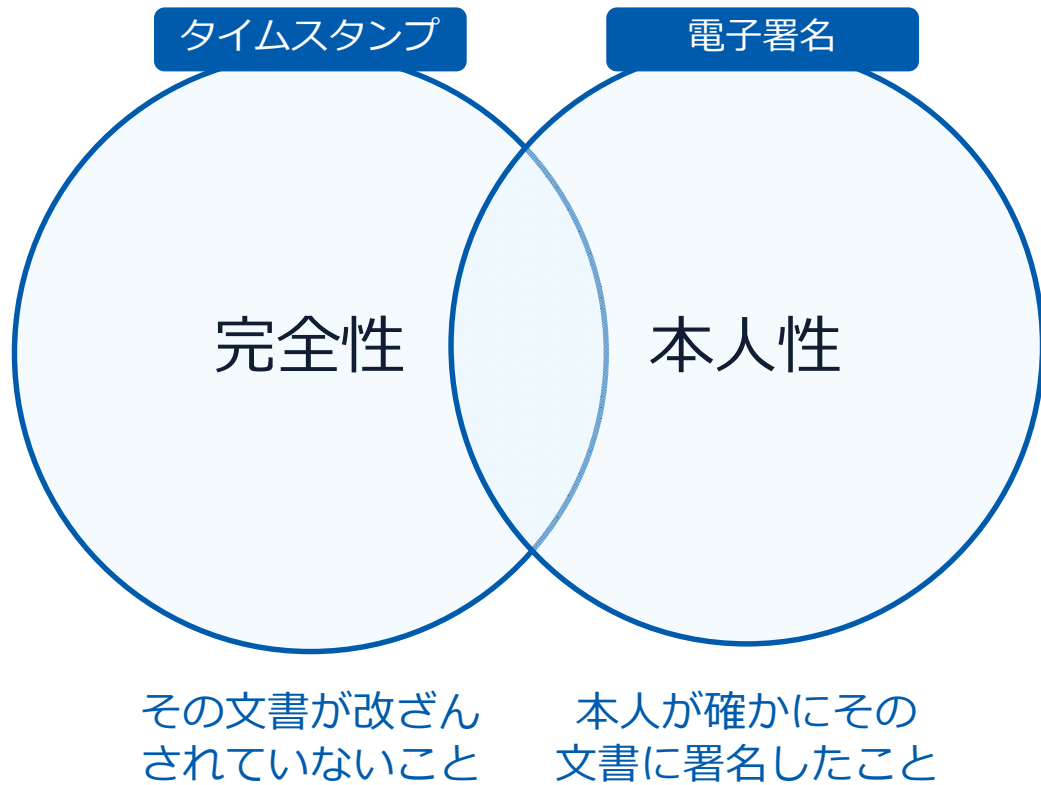 タイムスタンプ
電子署名
完全性
本人性
その文書が改ざん
されていないこと
本人が確かにその
文書に署名したこと